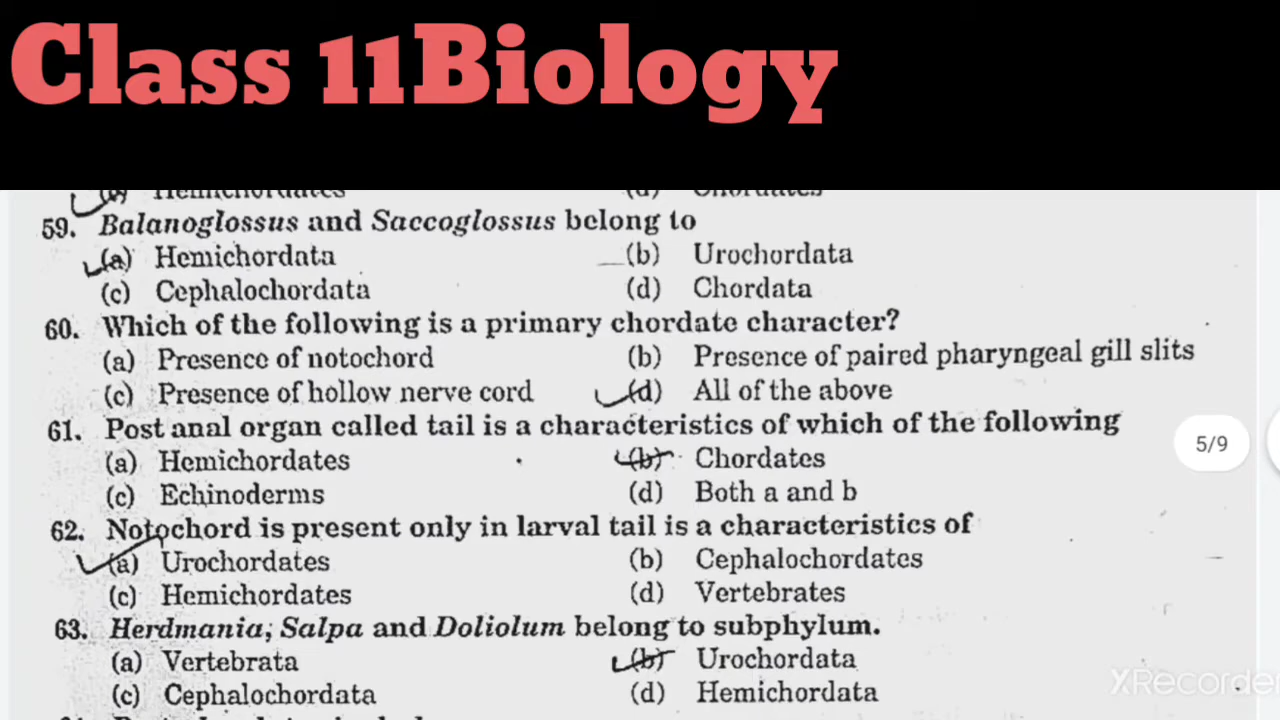 Class 11Biology
(a) Hemichordates (d) Chordates
59. Balanoglossus and Saccoglossus belong to
(a) Hemichordata (b) Urochordata
(c) Cephalochordata (d) Chordata
60. Which of the following is a primary chordate character?
(a) Presence of notochord (b) Presence of paired pharyngeal gill slits
(c) Presence of hollow nerve cord (d) All of the above
61. Post anal organ called tail is a characteristics of which of the following
(a) Hemichordates (b) Chordates
(c) Echinoderms (d) Both a and b
5/9
62. Notochord is present only in larval tail is a characteristics of
(a) Urochordates (b) Cephalochordates
(c) Hemichordates (d) Vertebrates
63. Herdmania, Salpa and Doliolum belong to subphylum.
(a) Vertebrata (b) Urochordata
(c) Cephalochordata (d) Hemichordata
XRecorder